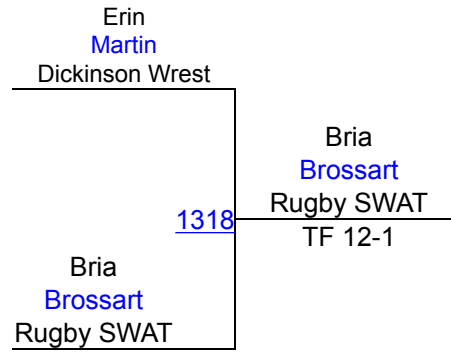 Erin
Martin
Dickinson Wrest
Bria
Brossart
Rugby SWAT
1318
TF 12-1
Bria
Brossart
Rugby SWAT